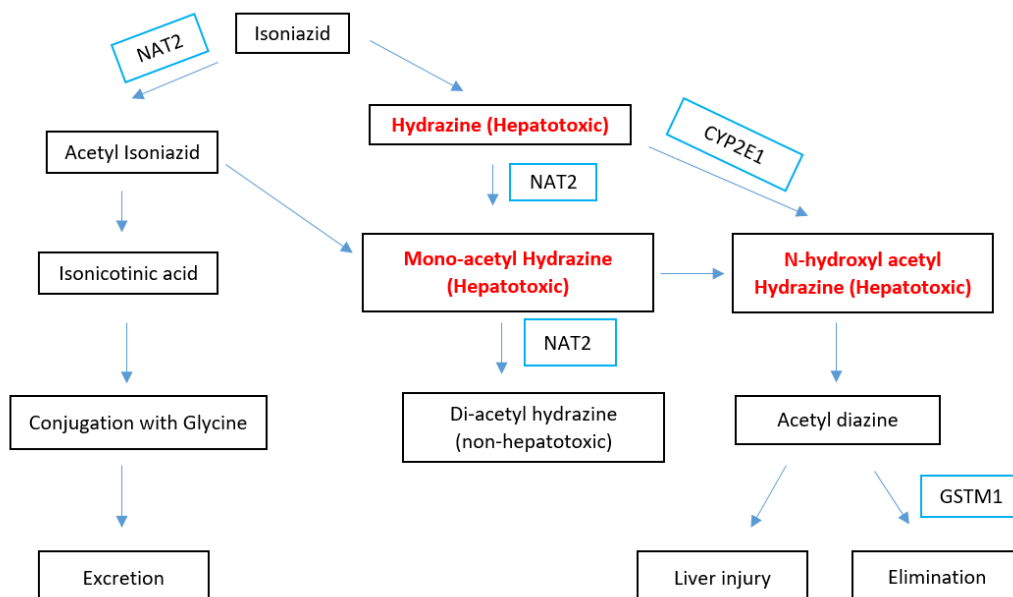 NAT2
Isoniazid
Hydrazine (Hepatotoxic)
CYP2E1
Acetyl Isoniazid
NAT2
Isonicotinic acid
Mono-acetyl Hydrazine
(Hepatotoxic)
N-hydroxyl acetyl
Hydrazine (Hepatotoxic)
NAT2
Conjugation with Glycine
Di-acetyl hydrazine
(non-hepatotoxic)
Acetyl diazine
GSTM1
Excretion
Liver injury
Elimination